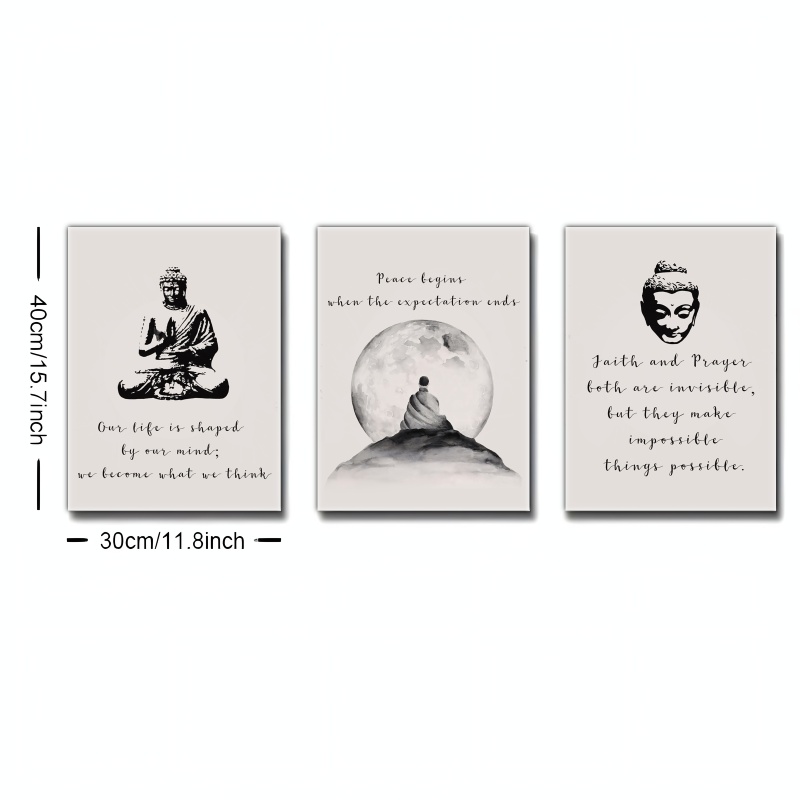 40cm/15.7inch
Our life is shaped
by our mind;
we become what we think
30cm/11.8inch
Peace begins
when the expectation ends
Faith and Prayer
both are invisible,
but they make
impossible
things possible.